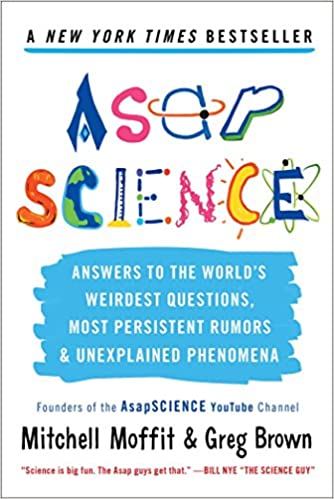 A NEW YORK TIMES BESTSELLER
ASAP
SCIENCE
ANSWERS TO THE WORLD'S
WEIRDEST QUESTIONS,
MOST PERSISTENT RUMORS
& UNEXPLAINED PHENOMENA
Founders of the AsapSCIENCE YouTube Channel
Mitchell Moffit & Greg Brown
"Science is big fun. The Asap guys get that." —BILL NYE "THE SCIENCE GUY"